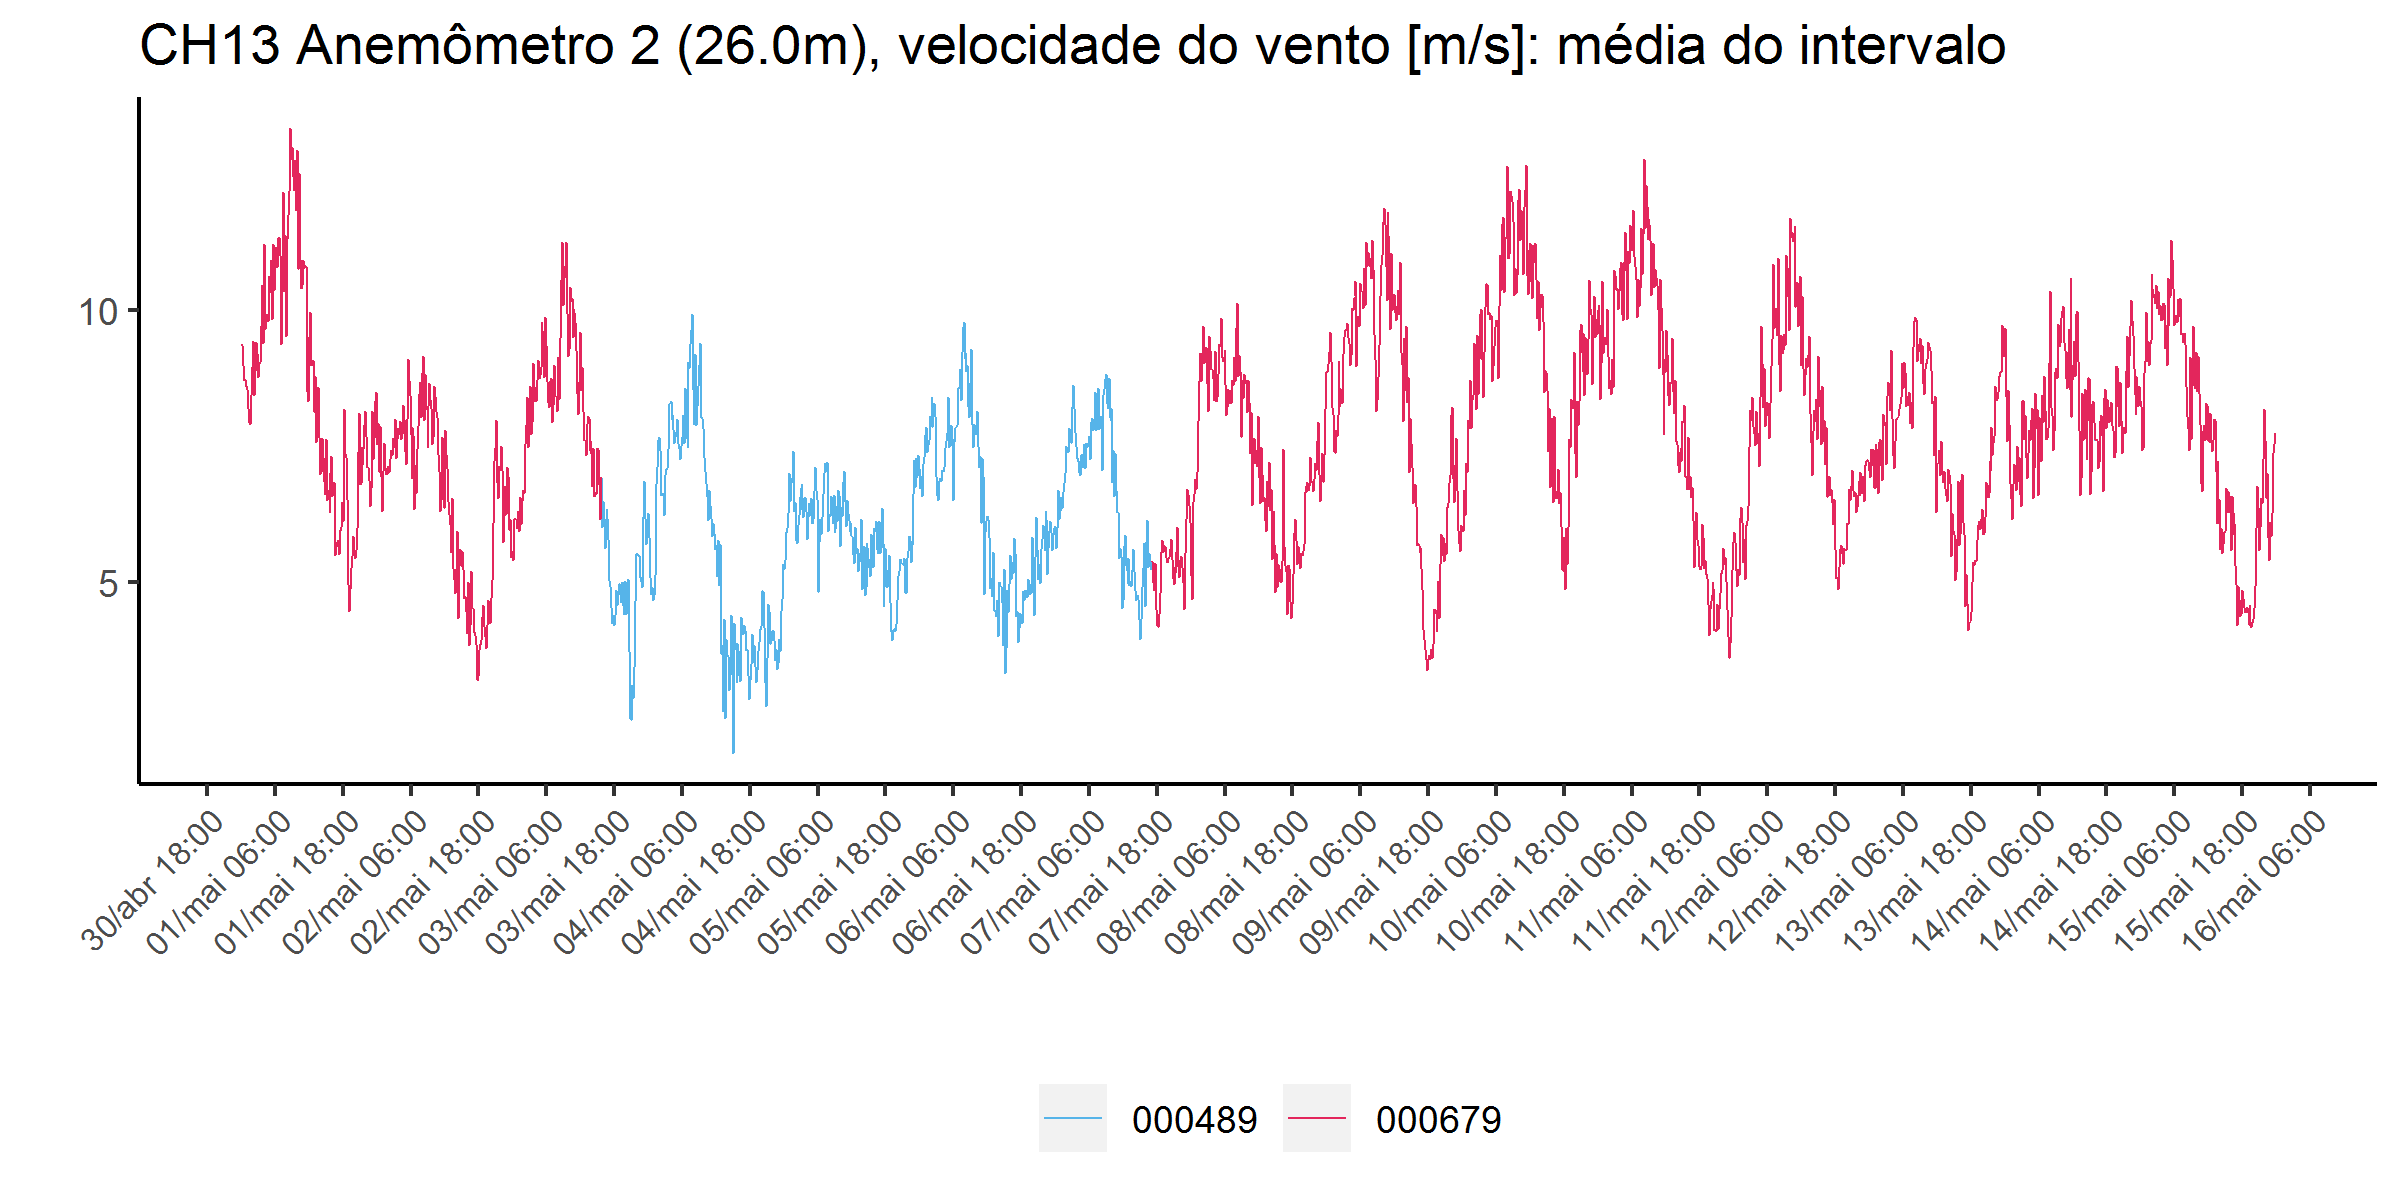 CH13 Anemômetro 2 (26.0m), velocidade do vento [m/s]: média do intervalo
10
5
30/abr 18:00
01/mai 06:00
01/mai 18:00
02/mai 06:00
02/mai 18:00
03/mai 06:00
03/mai 18:00
04/mai 06:00
04/mai 18:00
05/mai 06:00
05/mai 18:00
06/mai 06:00
06/mai 18:00
07/mai 06:00
07/mai 18:00
08/mai 06:00
08/mai 18:00
09/mai 06:00
09/mai 18:00
10/mai 06:00
10/mai 18:00
11/mai 06:00
11/mai 18:00
12/mai 06:00
12/mai 18:00
13/mai 06:00
13/mai 18:00
14/mai 06:00
14/mai 18:00
15/mai 06:00
15/mai 18:00
16/mai 06:00
000489
000679